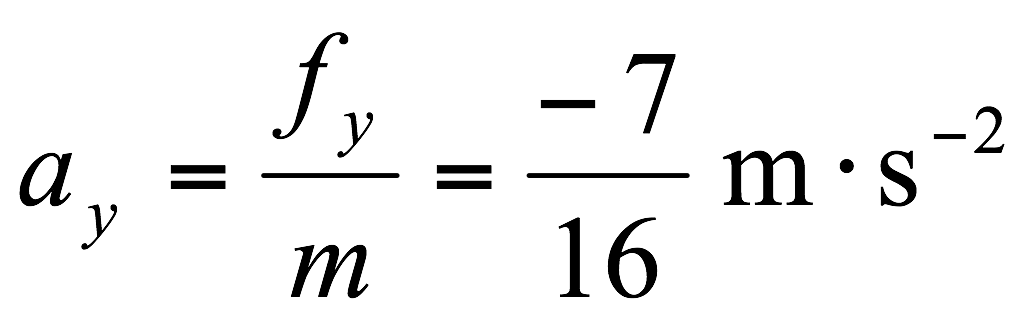 a_y = f_y / m = −7 / 16 m·s⁻²